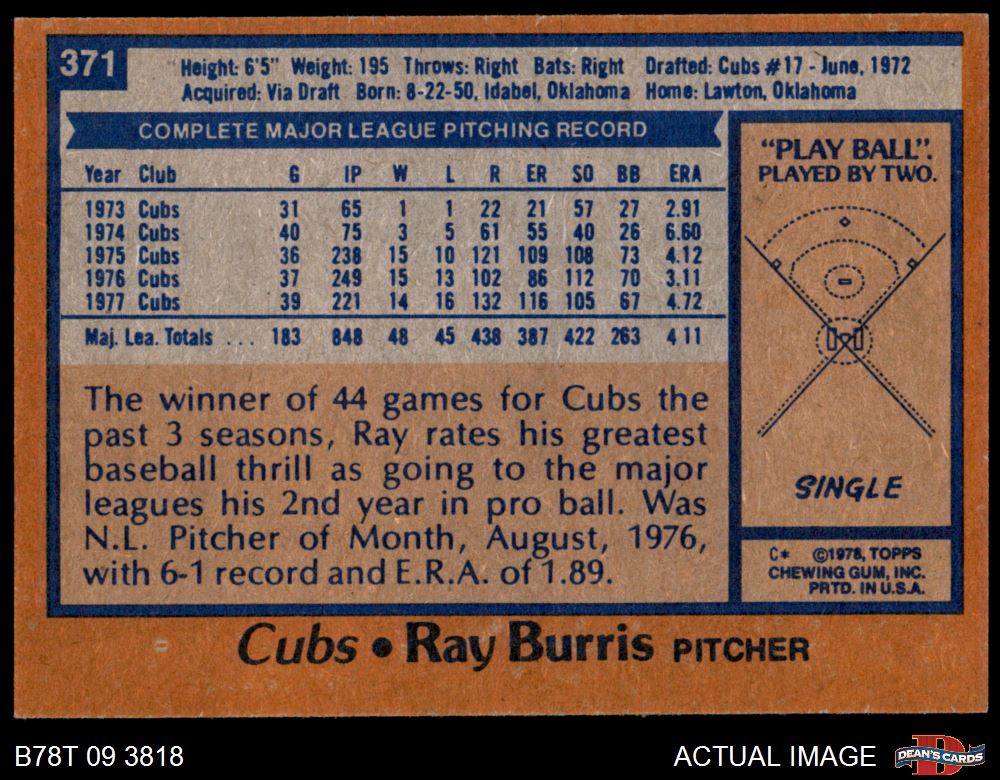 371
Height: 6'5" Weight: 195 Throws: Right Bats: Right Drafted: Cubs #17 - June, 1972
Acquired: Via Draft Born: 8-22-50, Idabel, Oklahoma Home: Lawton, Oklahoma
COMPLETE MAJOR LEAGUE PITCHING RECORD
Year Club G IP W L R ER SO BB ERA
1973 Cubs 31 65 1 1 22 21 57 27 2.91
1974 Cubs 40 75 3 5 61 55 40 26 6.60
1975 Cubs 36 238 15 10 121 109 108 73 4.12
1976 Cubs 37 249 15 13 102 86 112 70 3.11
1977 Cubs 39 221 14 16 132 116 105 67 4.72
Maj. Lea. Totals . . . 183 848 48 45 438 387 422 263 4 11
The winner of 44 games for Cubs the
past 3 seasons, Ray rates his greatest
baseball thrill as going to the major
leagues his 2nd year in pro ball. Was
N.L. Pitcher of Month, August, 1976,
with 6-1 record and E.R.A. of 1.89.
"PLAY BALL".
PLAYED BY TWO.
SINGLE
C* ©1978, TOPPS
CHEWING GUM, INC.
PRTD. IN U.S.A.
Cubs • Ray Burris PITCHER
B78T 09 3818
ACTUAL IMAGE
D
DEAN'S CARDS